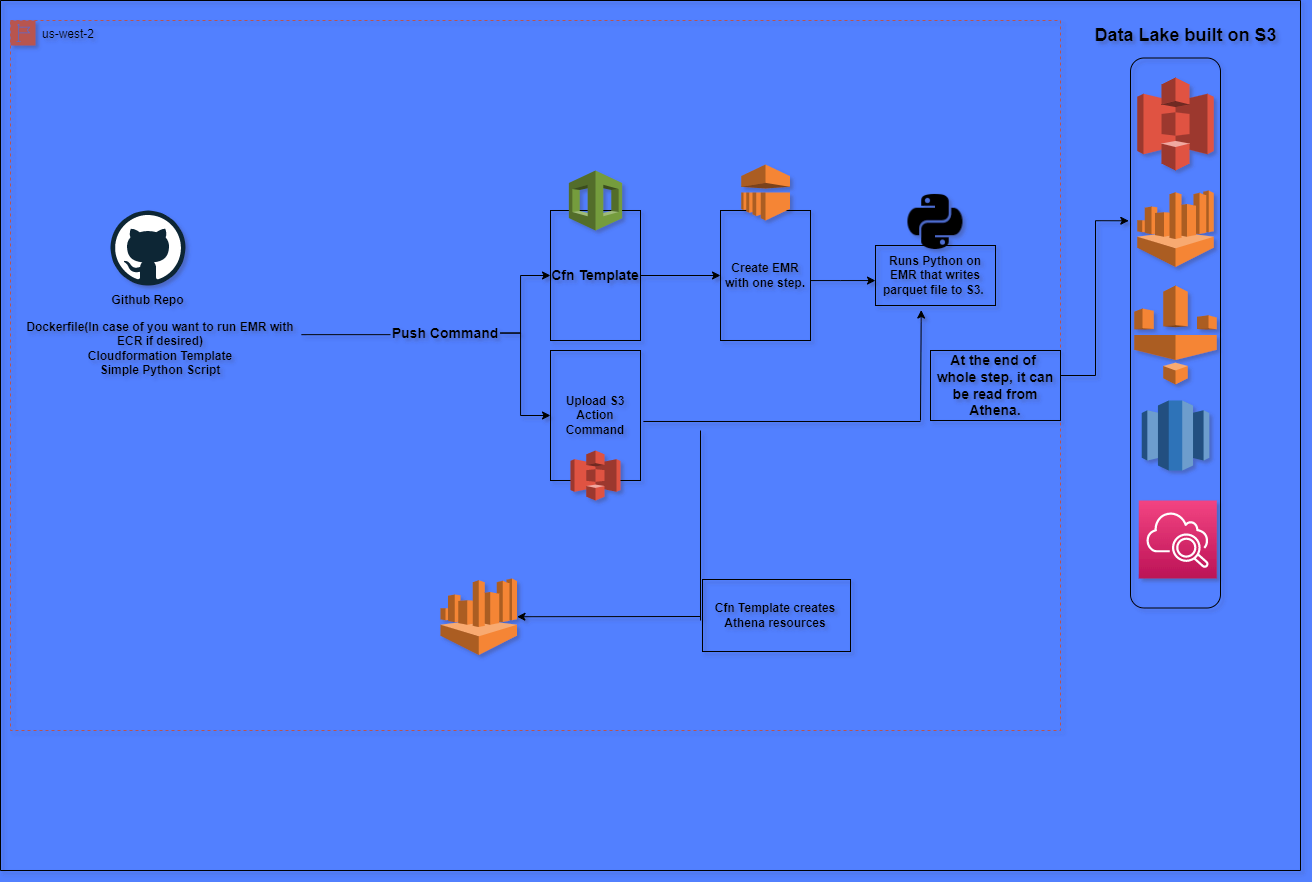 us-west-2
Data Lake built on S3
Github Repo
Dockerfile(In case of you want to run EMR with
ECR if desired)
Cloudformation Template
Simple Python Script
Push Command
Cfn Template
Create EMR
with one step.
Runs Python on
EMR that writes
parquet file to S3.
Upload S3
Action
Command
At the end of
whole step, it can
be read from
Athena.
Cfn Template creates
Athena resources